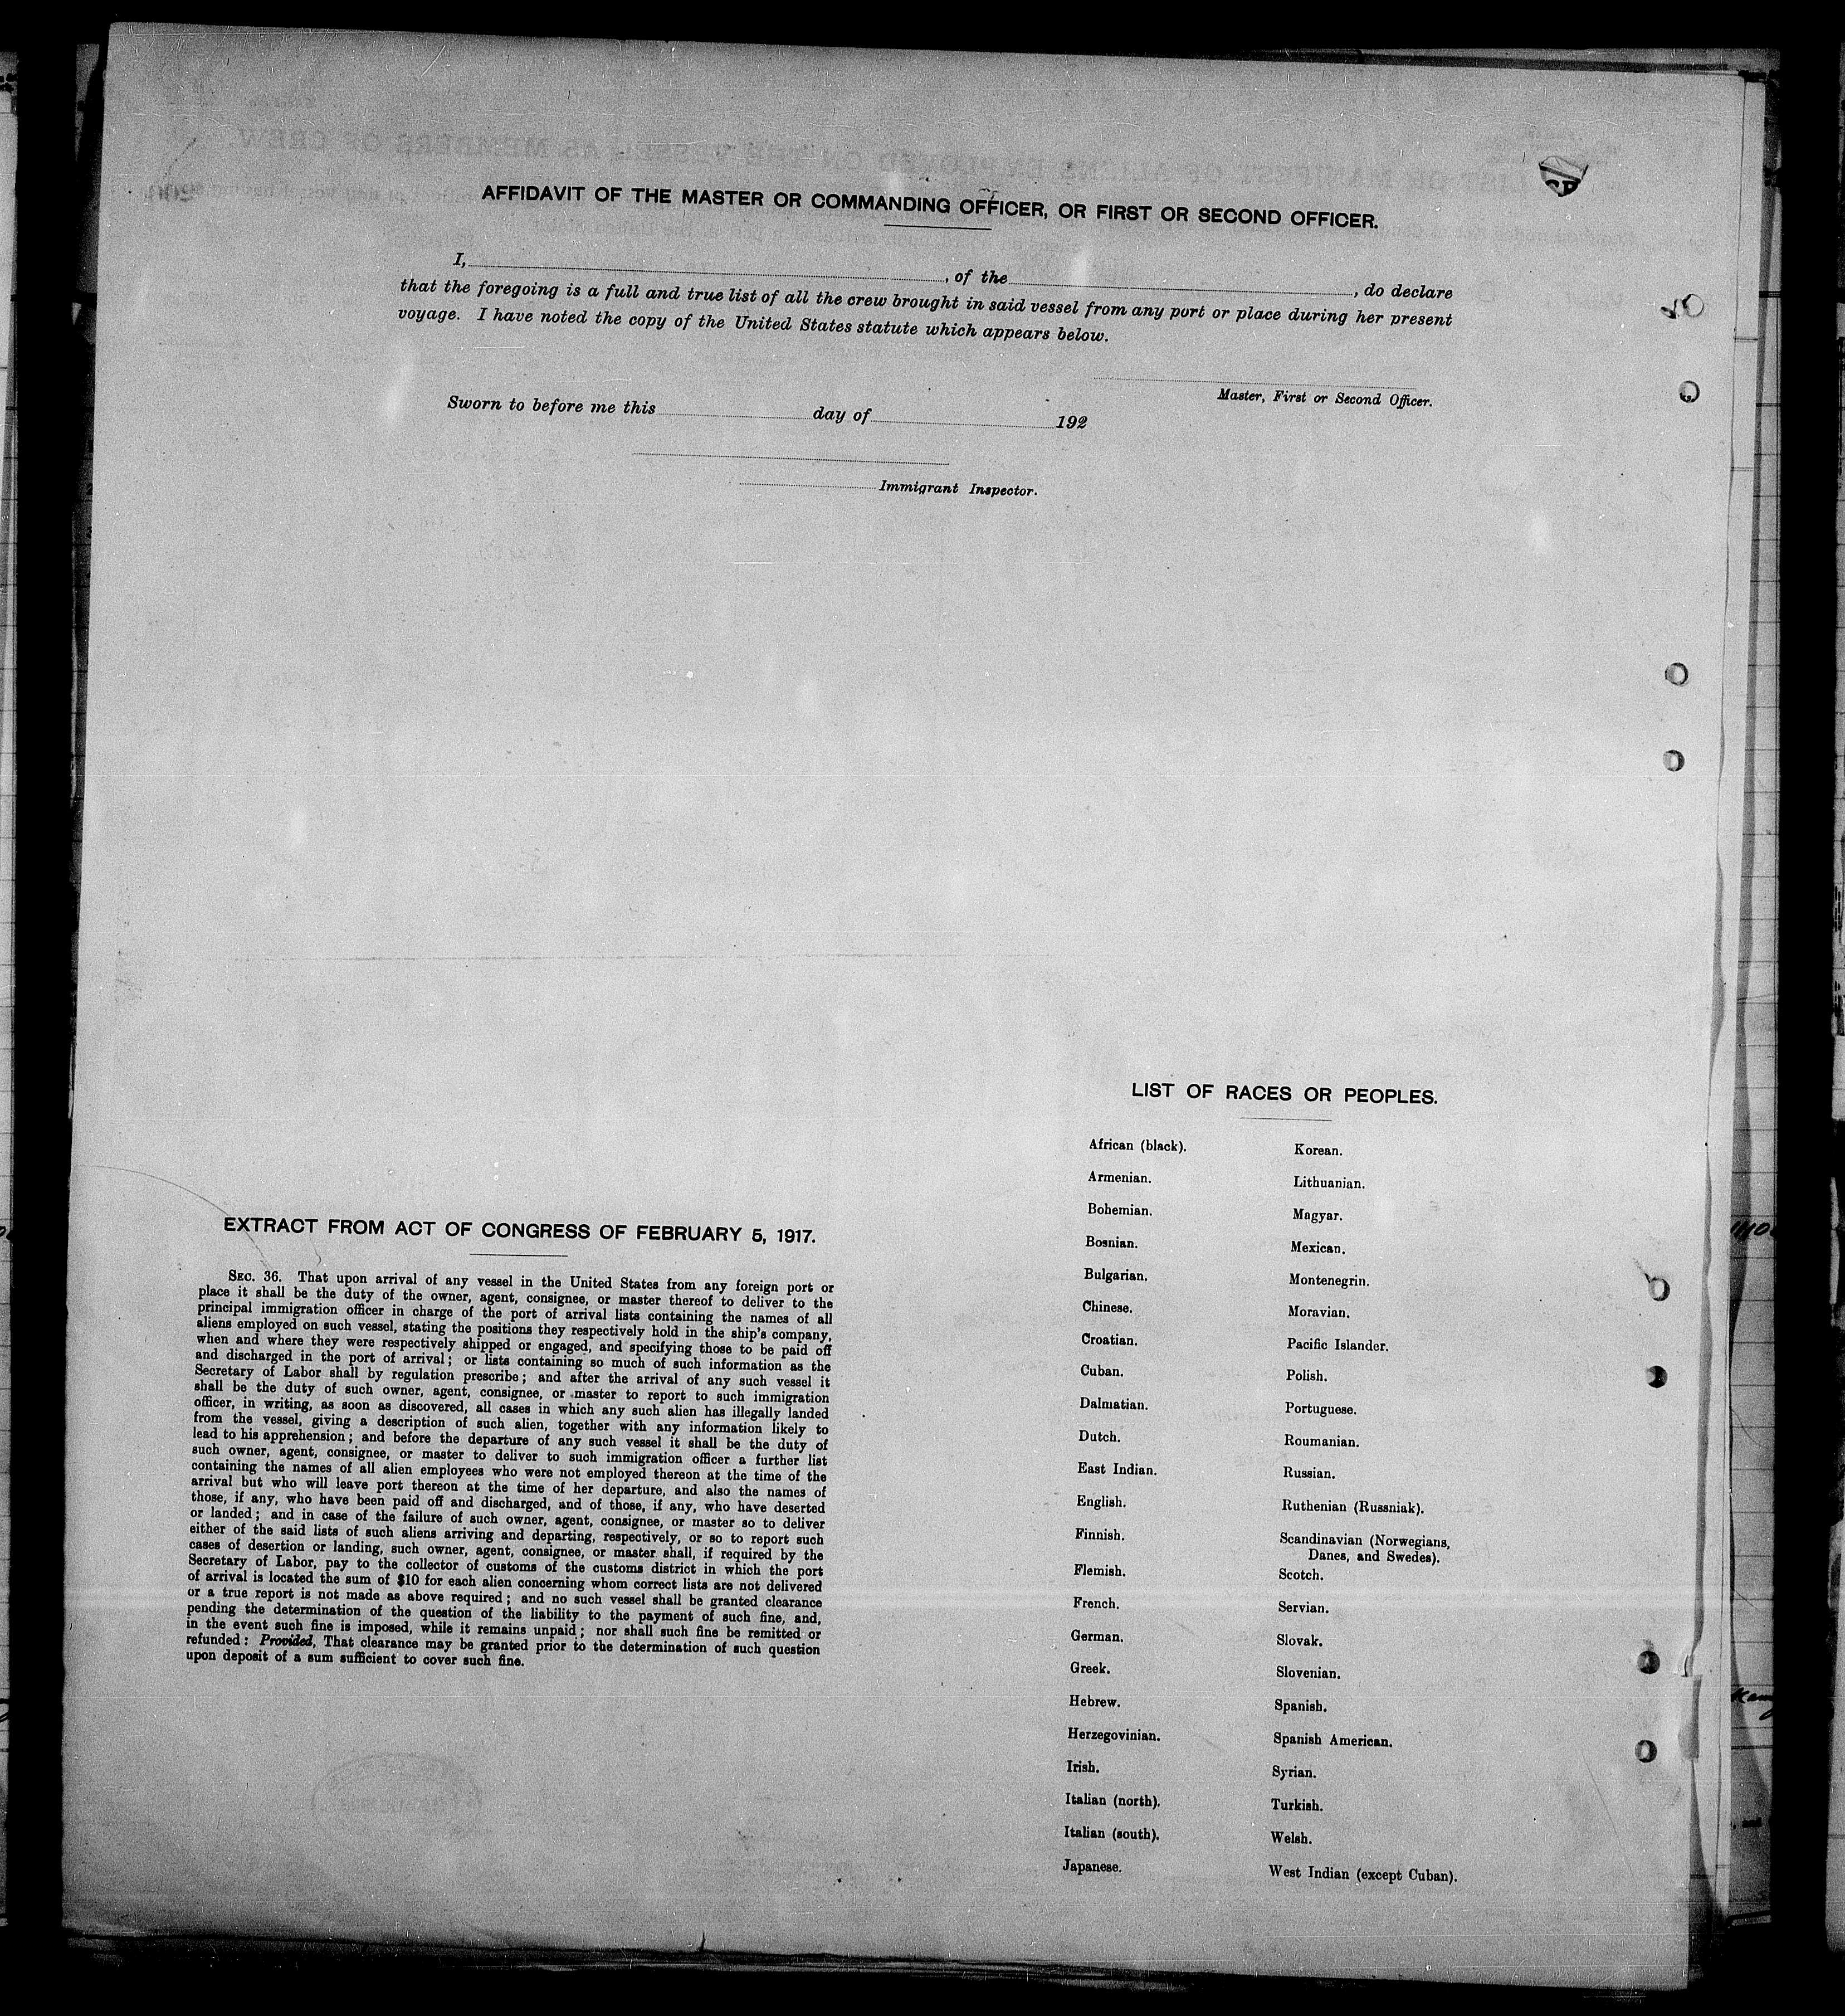 AFFIDAVIT OF THE MASTER OR COMMANDING OFFICER, OR FIRST OR SECOND OFFICER.
I, , of the , do declare
that the foregoing is a full and true list of all the crew brought in said vessel from any port or place during her present
voyage. I have noted the copy of the United States statute which appears below.
Master, First or Second Officer.
Sworn to before me this day of 192
Immigrant Inspector.
EXTRACT FROM ACT OF CONGRESS OF FEBRUARY 5, 1917.
SEC. 36. That upon arrival of any vessel in the United States from any foreign port or
place it shall be the duty of the owner, agent, consignee, or master thereof to deliver to the
principal immigration officer in charge of the port of arrival lists containing the names of all
aliens employed on such vessel, stating the positions they respectively hold in the ship's company,
when and where they were respectively shipped or engaged, and specifying those to be paid off
and discharged in the port of arrival; or lists containing so much of such information as the
Secretary of Labor shall by regulation prescribe; and after the arrival of any such vessel it
shall be the duty of such owner, agent, consignee, or master to report to such immigration
officer, in writing, as soon as discovered, all cases in which any such alien has illegally landed
from the vessel, giving a description of such alien, together with any information likely to
lead to his apprehension; and before the departure of any such vessel it shall be the duty of
such owner, agent, consignee, or master to deliver to such immigration officer a further list
containing the names of all alien employees who were not employed thereon at the time of the
arrival but who will leave port thereon at the time of her departure, and also the names of
those, if any, who have been paid off and discharged, and of those, if any, who have deserted
or landed; and in case of the failure of such owner, agent, consignee, or master so to deliver
either of the said lists of such aliens arriving and departing, respectively, or so to report such
cases of desertion or landing, such owner, agent, consignee, or master shall, if required by the
Secretary of Labor, pay to the collector of customs of the customs district in which the port
of arrival is located the sum of $10 for each alien concerning whom correct lists are not delivered
or a true report is not made as above required; and no such vessel shall be granted clearance
pending the determination of the question of the liability to the payment of such fine, and,
in the event such fine is imposed, while it remains unpaid; nor shall such fine be remitted or
refunded: Provided, That clearance may be granted prior to the determination of such question
upon deposit of a sum sufficient to cover such fine.
LIST OF RACES OR PEOPLES.
African (black).
Armenian.
Bohemian.
Bosnian.
Bulgarian.
Chinese.
Croatian.
Cuban.
Dalmatian.
Dutch.
East Indian.
English.
Finnish.
Flemish.
French.
German.
Greek.
Hebrew.
Herzegovinian.
Irish.
Italian (north).
Italian (south).
Japanese.
Korean.
Lithuanian.
Magyar.
Mexican.
Montenegrin.
Moravian.
Pacific Islander.
Polish.
Portuguese.
Roumanian.
Russian.
Ruthenian (Russniak).
Scandinavian (Norwegians,
Danes, and Swedes).
Scotch.
Servian.
Slovak.
Slovenian.
Spanish.
Spanish American.
Syrian.
Turkish.
Welsh.
West Indian (except Cuban).